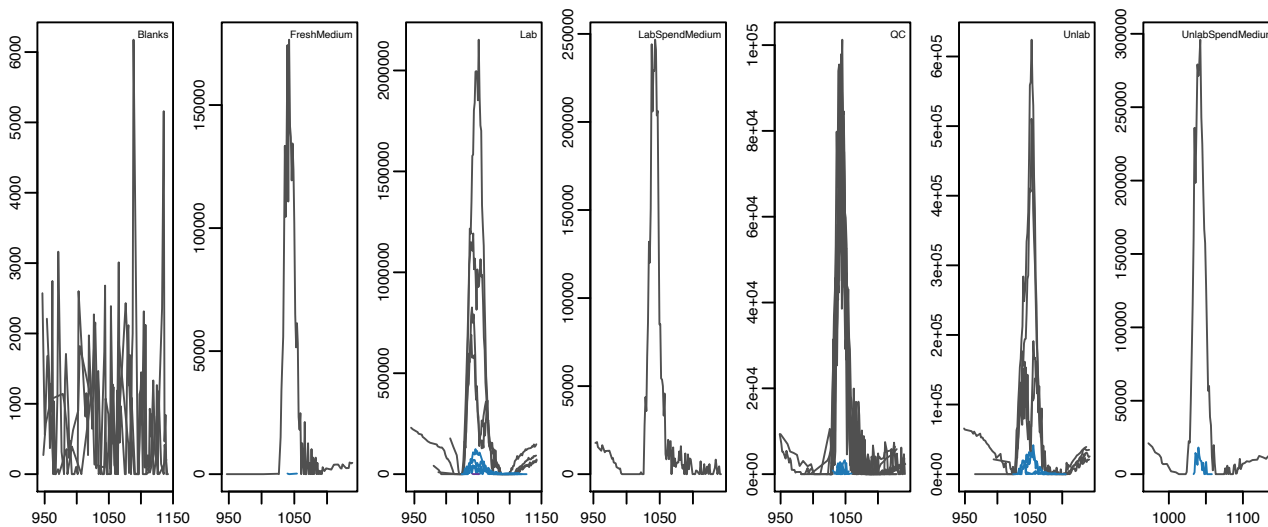 Blanks
0 1000 2000 3000 4000 5000 6000
950 1050 1150
FreshMedium
0 50000 100000 150000
950 1050
Lab
0 500000 1000000 1500000 2000000
950 1050 1150
LabSpendMedium
0 50000 100000 150000 200000 250000
950 1050
QC
0e+00 2e+04 4e+04 6e+04 8e+04 1e+05
950 1050
Unlab
0e+00 1e+05 2e+05 3e+05 4e+05 5e+05 6e+05
950 1050
UnlabSpendMedium
0 50000 100000 150000 200000 250000 300000
1000 1100